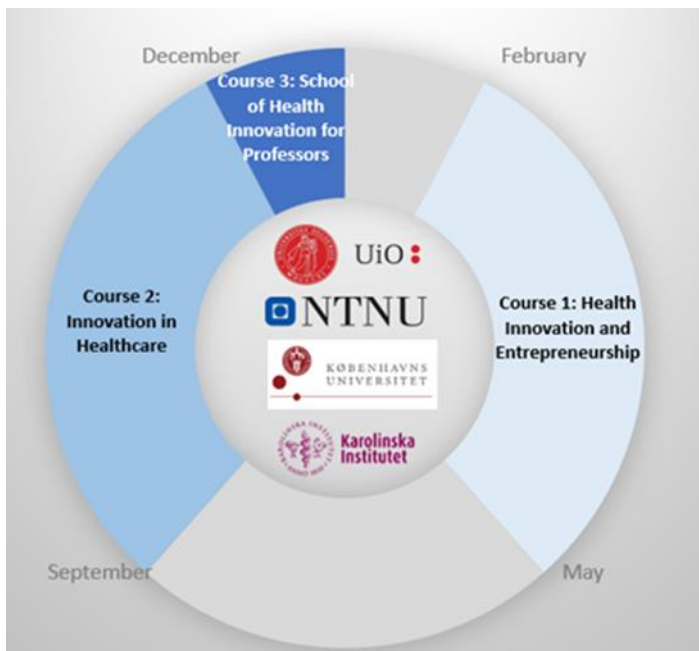 December
February
Course 3: School
of Health
Innovation for
Professors
Course 2:
Innovation in
Healthcare
Course 1: Health
Innovation and
Entrepreneurship
UiO:
NTNU
KØBENHAVNS
UNIVERSITET
Karolinska
Institutet
September
May